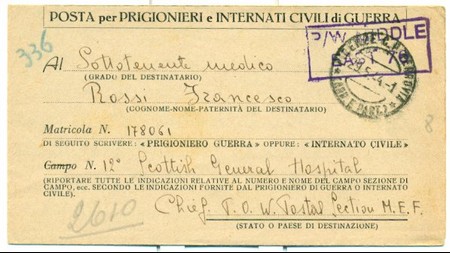 POSTA per PRIGIONIERI e INTERNATI CIVILI di GUERRA
336
Al Sottotenente medico
(GRADO DEL DESTINATARIO)
Rossi Francesco
(COGNOME-NOME-PATERNITÀ DEL DESTINATARIO)
Matricola N. 178061
DI SEGUITO SCRIVERE: «PRIGIONIERO GUERRA» OPPURE: «INTERNATO CIVILE»
Campo N. 12° Scottish General Hospital
(RIPORTARE TUTTE LE INDICAZIONI RELATIVE AL NUMERO E NOME DEL CAMPO SEZIONE DI
CAMPO, ecc. SECONDO LE INDICAZIONI FORNITE DAL PRIGIONIERO DI GUERRA O INTERNATO
CIVILE).
2610
Chief P.O.W. Postal Section M.E.F.
(STATO O PAESE DI DESTINAZIONE)
8